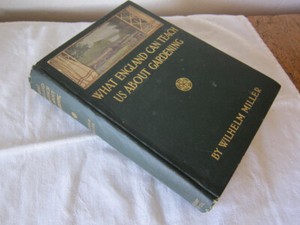 WHAT ENGLAND CAN TEACH
US ABOUT GARDENING
BY WILHELM MILLER